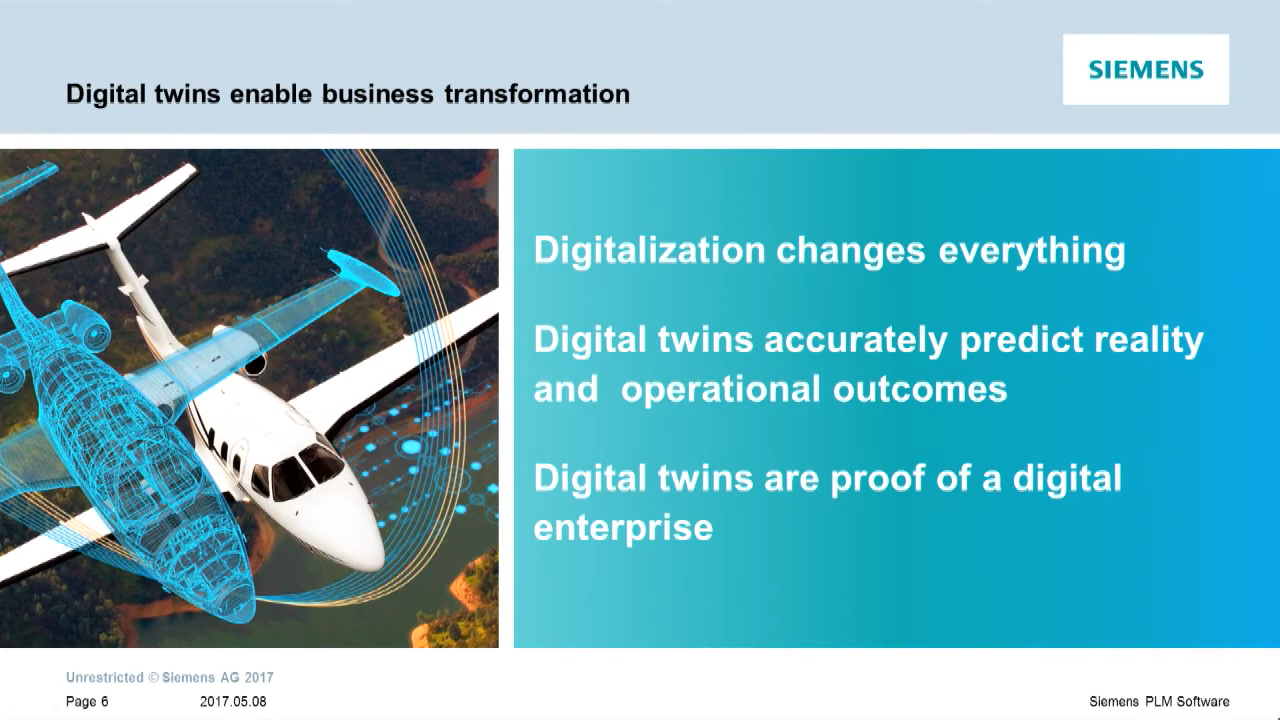 Digital twins enable business transformation
SIEMENS
Digitalization changes everything
Digital twins accurately predict reality
and operational outcomes
Digital twins are proof of a digital
enterprise
Unrestricted © Siemens AG 2017
Page 6 2017.05.08 Siemens PLM Software